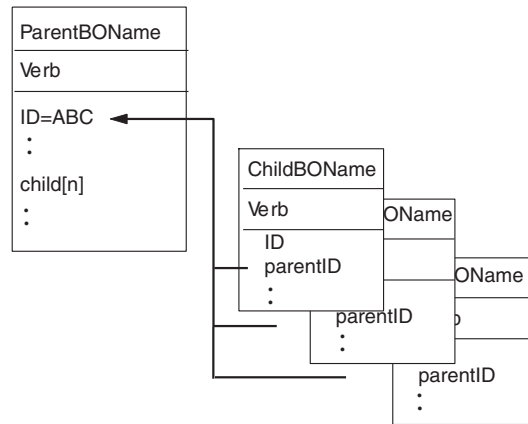 ParentBOName
Verb
ID=ABC
child[n]
ChildBOName
Verb
ID
parentID
OName
parentID
OName
parentID